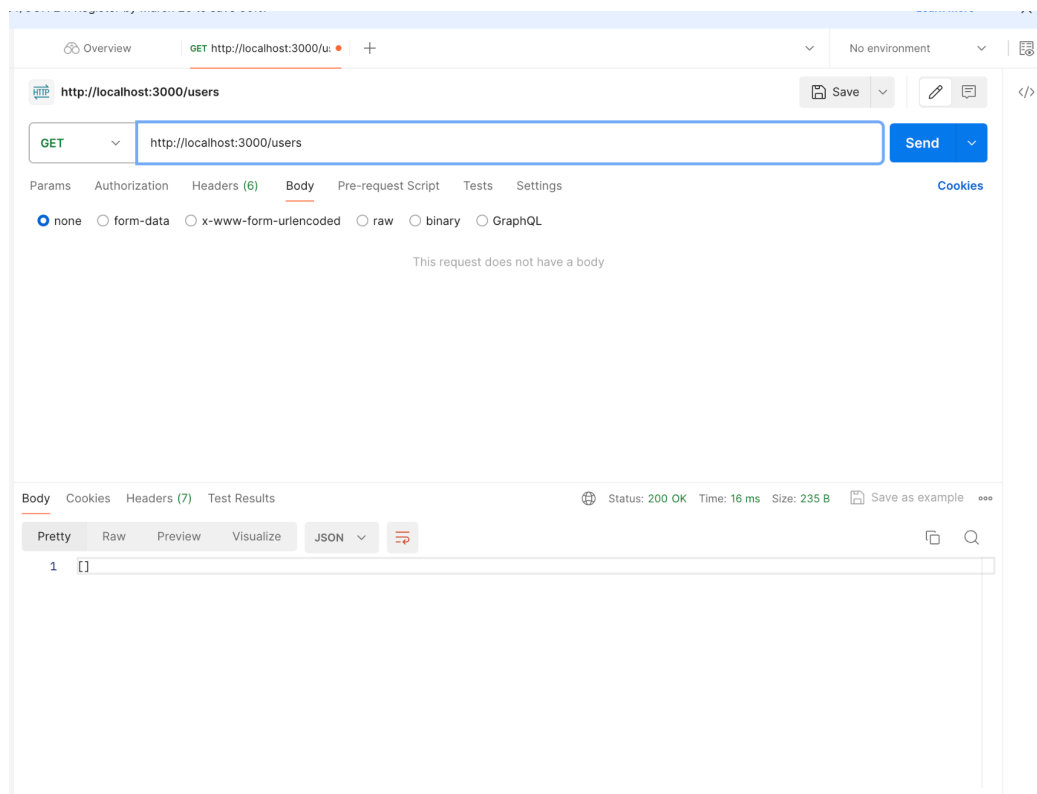 Overview GET http://localhost:3000/u: No environment
HTTP http://localhost:3000/users Save
GET http://localhost:3000/users Send
Params Authorization Headers (6) Body Pre-request Script Tests Settings Cookies
none form-data x-www-form-urlencoded raw binary GraphQL
This request does not have a body
Body Cookies Headers (7) Test Results Status: 200 OK Time: 16 ms Size: 235 B Save as example
Pretty Raw Preview Visualize JSON
1 []